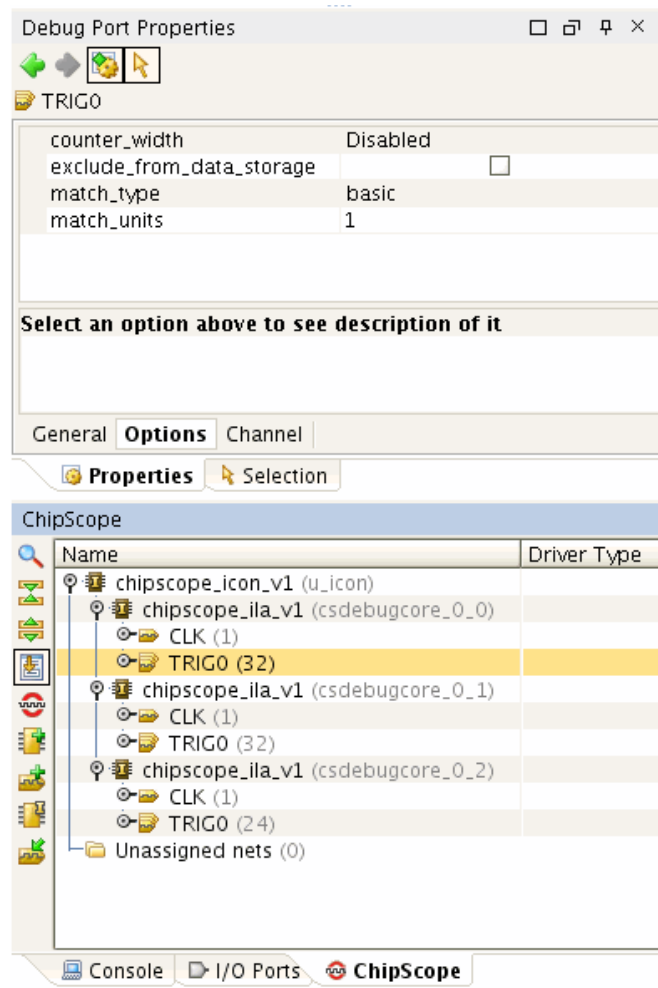 Debug Port Properties
TRIG0
counter_width Disabled
exclude_from_data_storage
match_type basic
match_units 1
Select an option above to see description of it
General Options Channel
Properties Selection
ChipScope
Name Driver Type
chipscope_icon_v1 (u_icon)
chipscope_ila_v1 (csdebugcore_0_0)
CLK (1)
TRIG0 (32)
chipscope_ila_v1 (csdebugcore_0_1)
CLK (1)
TRIG0 (32)
chipscope_ila_v1 (csdebugcore_0_2)
CLK (1)
TRIG0 (24)
Unassigned nets (0)
Console I/O Ports ChipScope